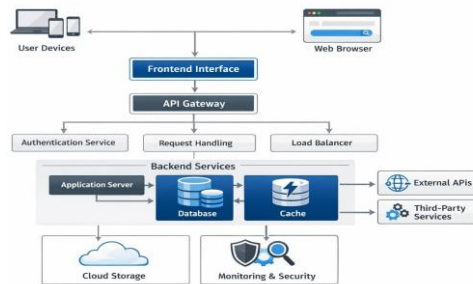 User Devices
Web Browser
Frontend Interface
API Gateway
Authentication Service
Request Handling
Load Balancer
Backend Services
Application Server
Database
Cache
External APIs
Third-Party
Services
Cloud Storage
Monitoring & Security